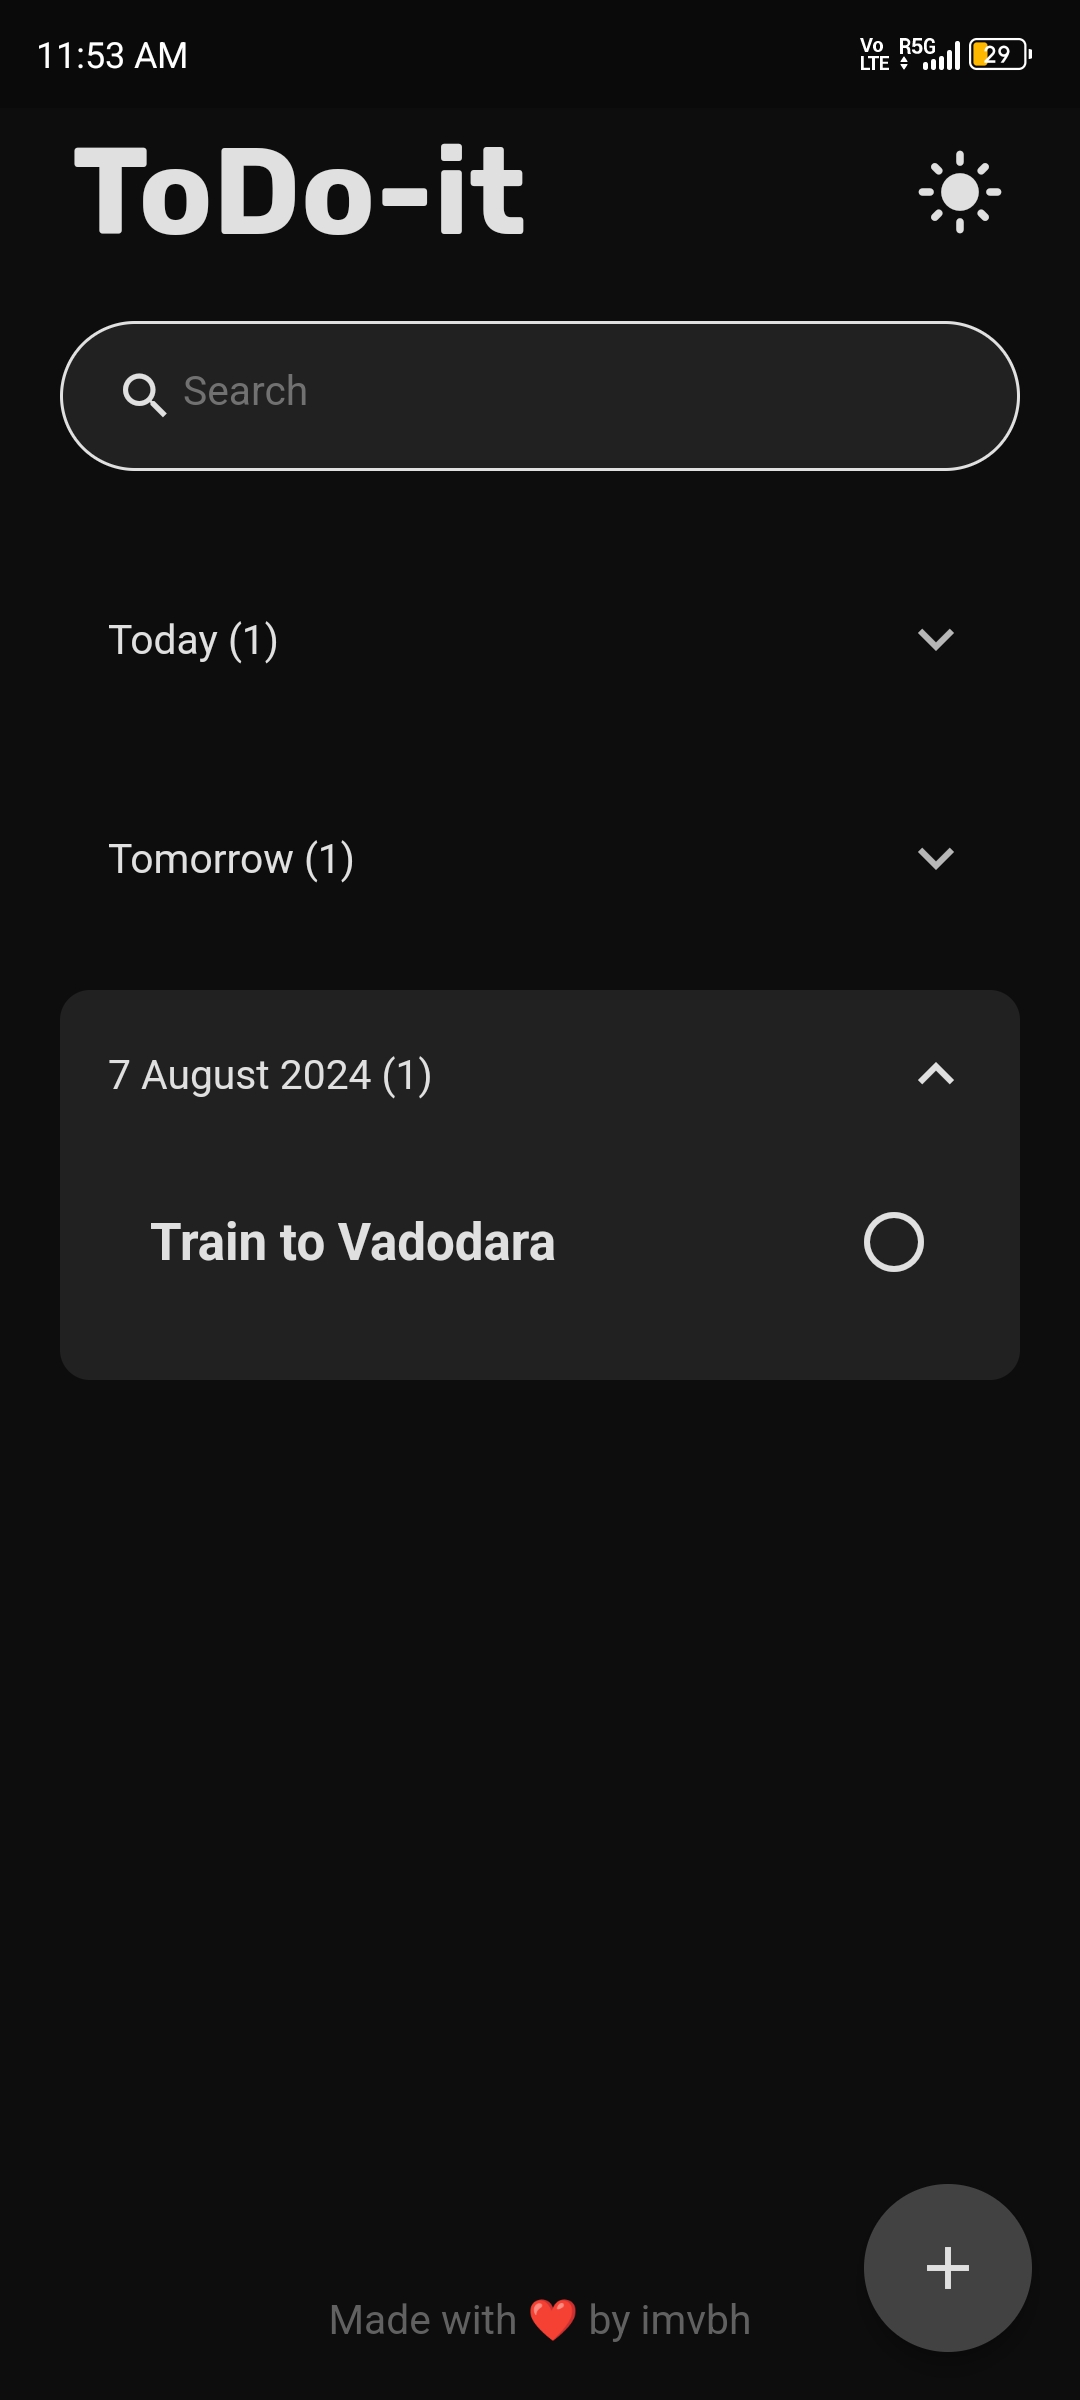 11:53 AM
Vo LTE R5G 29
ToDo-it
Search
Today (1)
Tomorrow (1)
7 August 2024 (1)
Train to Vadodara
Made with ❤️ by imvbh